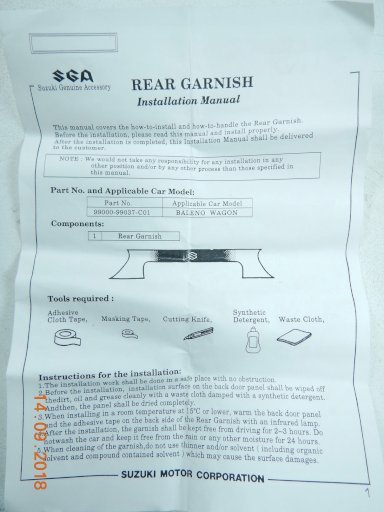 SGA
Suzuki Genuine Accessory
REAR GARNISH
Installation Manual
This manual covers the how-to-install and how-to-handle the Rear Garnish.
Before the installation, please read this manual and install properly.
After the installation is completed, this Installation Manual shall be delivered
to the customer.
NOTE : We would not take any responsibility for any installation in any
other position and/or by any other process than those specified in
this manual.
Part No. and Applicable Car Model:
Part No. Applicable Car Model
99000-99037-C01 BALENO WAGON
Components:
1 Rear Garnish
Tools required :
Adhesive
Cloth Tape, Masking Tape, Cutting Knife, Synthetic
Detergent, Waste Cloth,
Instructions for the installation:
1.The installation work shall be done in a safe place with no obstruction.
2.Before the installation, installation surface on the back door panel shall be wiped off
thedirt, oil and grease cleanly with a waste cloth damped with a synthetic detergent.
Andthen, the panel shall be dried completely.
3.When installing in a room temperature at 15°C or lower, warm the back door panel
and the adhesive tape on the back side of the Rear Garnish with an infrared lamp.
After the installation, the garnish shall be kept free from driving for 2-3 hours. Do
notwash the car and keep it free from the rain or any other moisture for 24 hours.
When cleaning of the garnish,do not use thinner and/or solvent ( including organic
solvent and compound contained solvent ) which may cause the surface damages.
SUZUKI MOTOR CORPORATION
14 09 2018